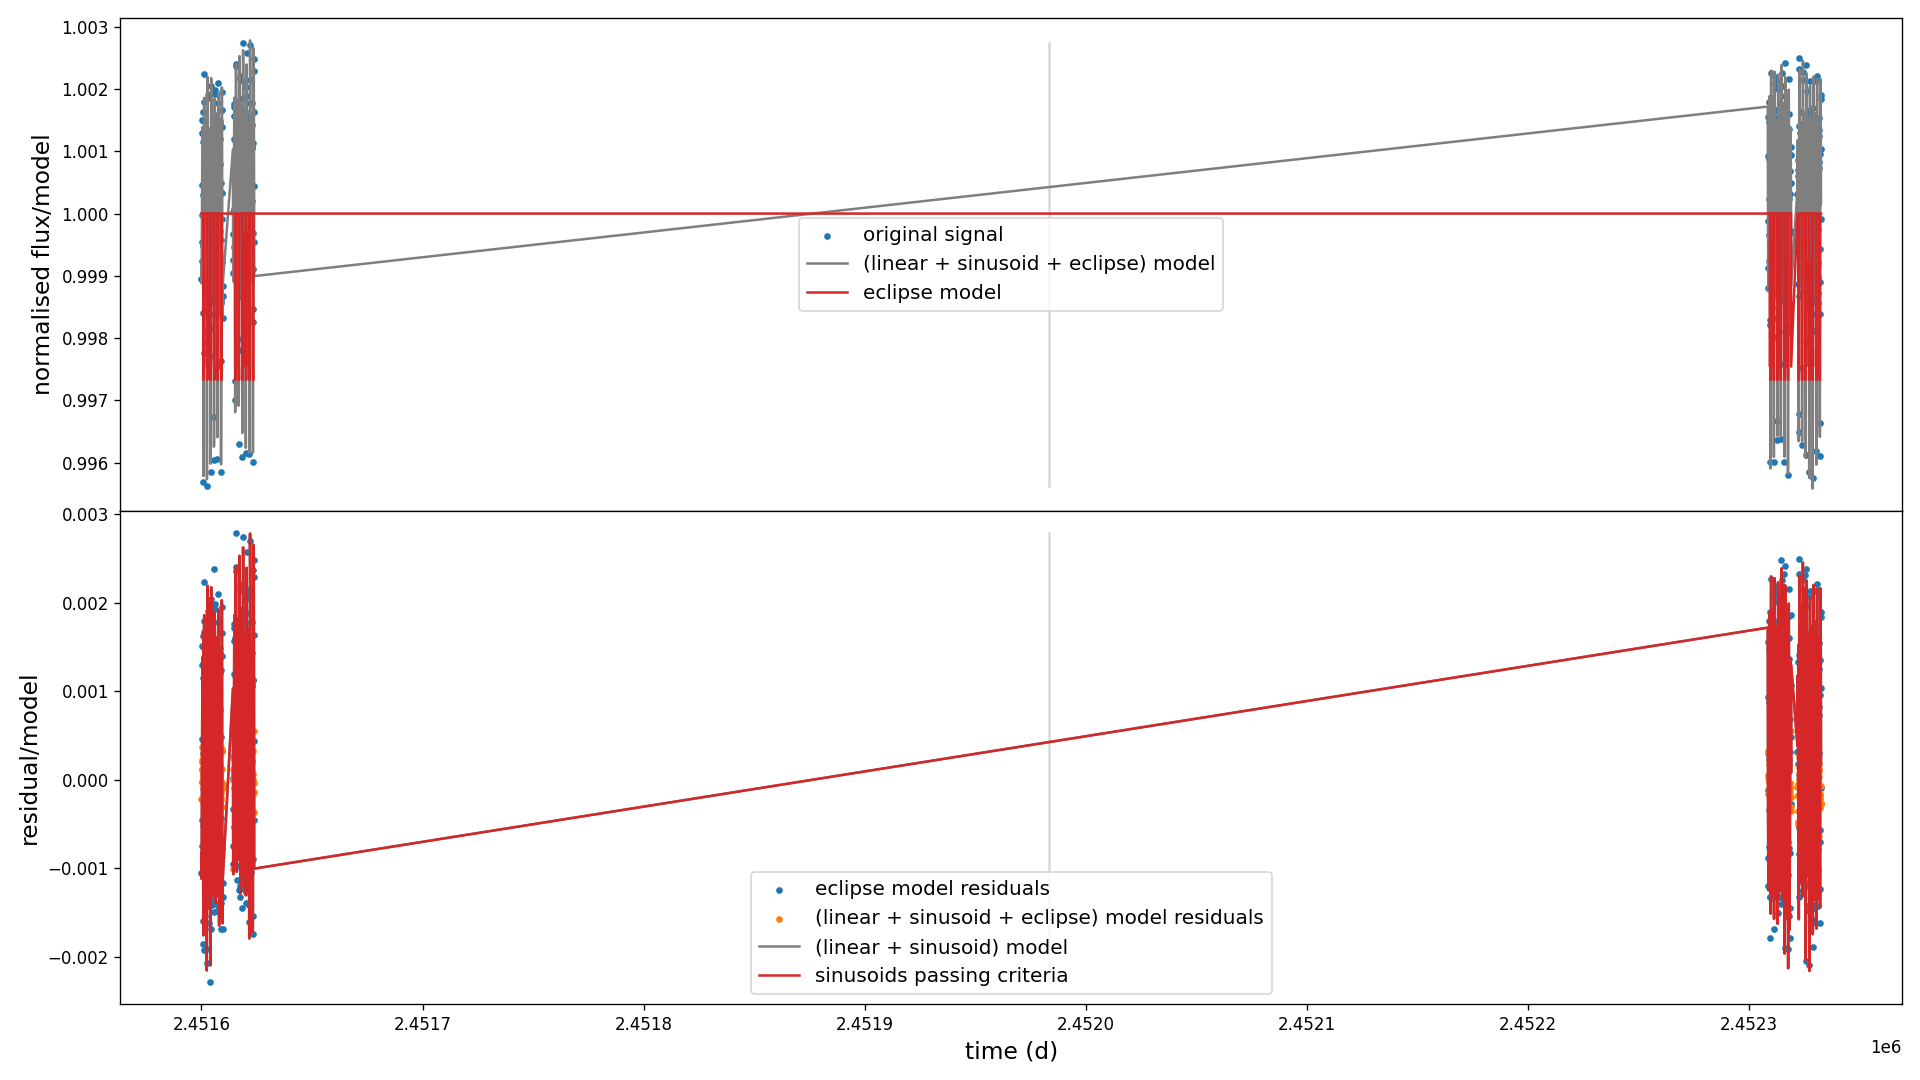 normalised flux/model
1.003
1.002
1.001
1.000
0.999
0.998
0.997
0.996
original signal
(linear + sinusoid + eclipse) model
eclipse model
residual/model
0.003
0.002
0.001
0.000
−0.001
−0.002
eclipse model residuals
(linear + sinusoid + eclipse) model residuals
(linear + sinusoid) model
sinusoids passing criteria
2.4516 2.4517 2.4518 2.4519 2.4520 2.4521 2.4522 2.4523
1e6
time (d)